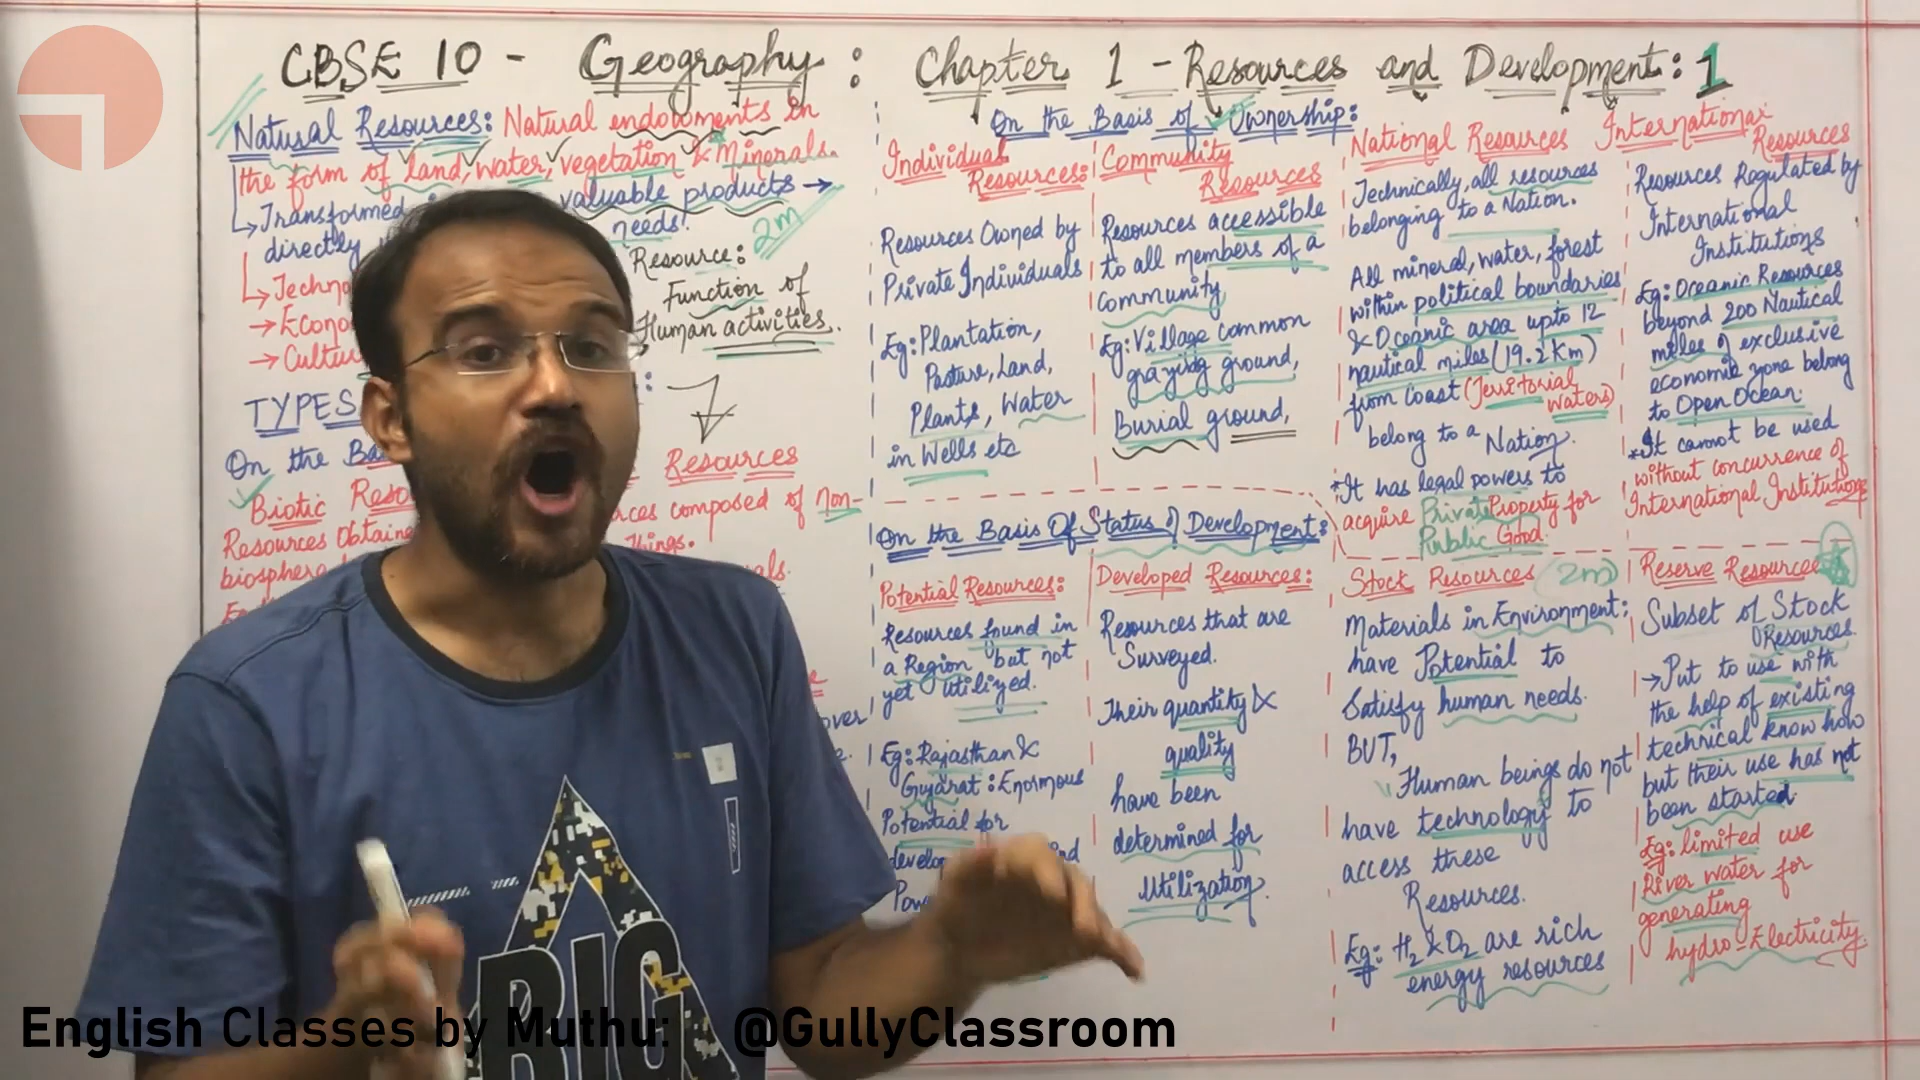 CBSE 10 - Geography : Chapter 1 - Resources and Development : 1
Natural Resources: Natural endowments in
the form of land, water, vegetation & Minerals.
Transformed valuable products →
directly needs!
2m
Resource:
Function of
Human activities.
TYPES
On the
Biotic
Resources
composed of non-
things.
biosphere
On the Basis of Ownership:
Individual
Resources:
Resources Owned by
Private Individuals
Eg: Plantation,
Pasture, Land,
Plants, Water
in Wells etc
Community
Resources
Resources accessible
to all members of a
Community
Eg: Village common
grazing ground,
Burial ground,
National Resources
Technically, all resources
belonging to a Nation.
All mineral, water, forest
within political boundaries
& Oceanic area upto 12
nautical miles (19.2 Km)
from Coast (Territorial
Waters)
belong to a Nation.
*It has legal powers to
acquire Private Property for
Public Good.
International
Resources
Resources Regulated by
International
Institutions
Eg: Oceanic Resources
beyond 200 Nautical
miles of exclusive
economic zone belong
to Open Ocean.
*It cannot be used
without concurrence of
International Institutions
On the Basis Of Status of Development:
Potential Resources:
Resources found in
a Region but not
yet utilized.
Eg: Rajasthan &
Gujarat: Enormous
Potential for
Developed Resources:
Resources that are
Surveyed.
Their quantity &
quality
have been
determined for
Utilization.
Stock Resources 2m
Materials in Environment;
have Potential to
Satisfy human needs.
BUT,
Human beings do not
have technology to
access these
Resources.
Eg: H2 & O2 are rich
energy resources
Reserve Resources
Subset of Stock
Resources.
→Put to use with
the help of existing
technical know how
but their use has not
been started.
Eg: limited use
River water for
generating
hydro-Electricity.
BIG
English Classes by Muthu: @GullyClassroom